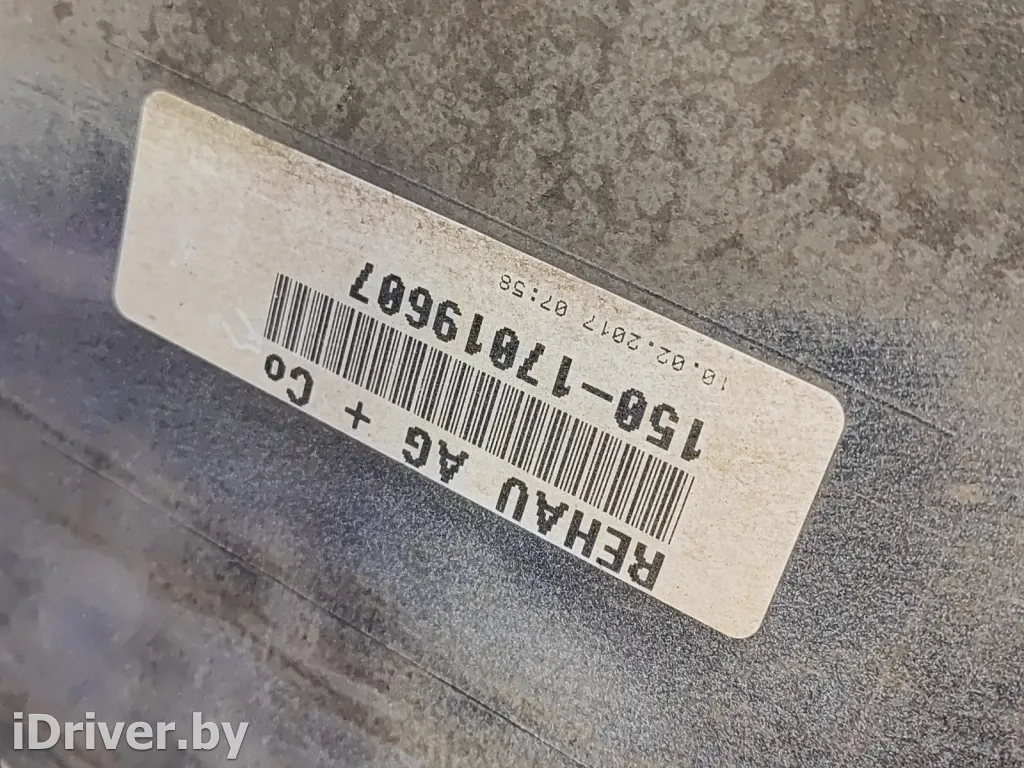 REHAU AG + Co
150-17019607
10.02.2017 07:58
iDriver.by